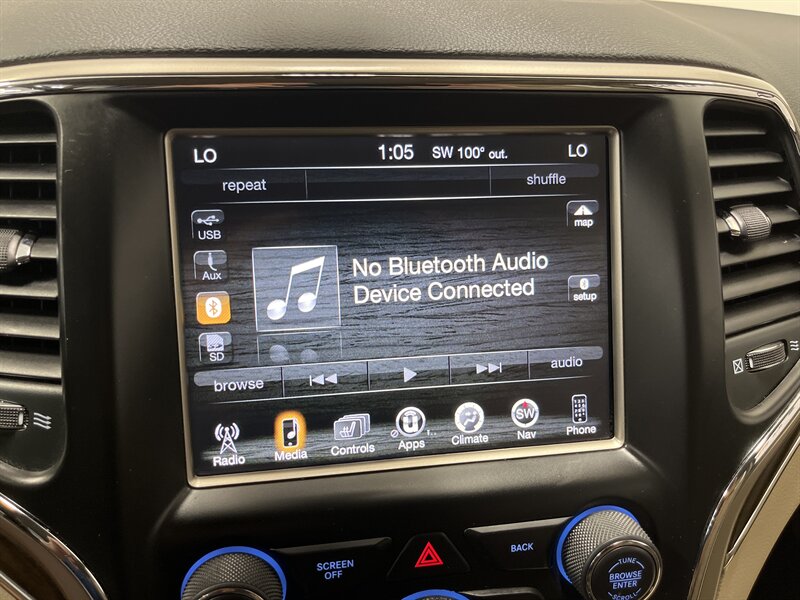 LO 1:05 SW 100° out. LO
repeat shuffle
USB
map
Aux
No Bluetooth Audio
Device Connected
setup
SD
browse audio
Radio Media Controls Apps Climate SW Nav Phone
SCREEN
OFF
BACK
TUNE
BROWSE
ENTER
SCROLL